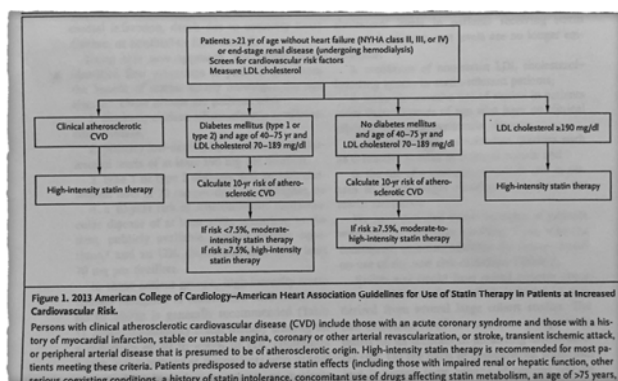 Patients >21 yr of age without heart failure (NYHA class II, III, or IV)
or end-stage renal disease (undergoing hemodialysis)
Screen for cardiovascular risk factors
Measure LDL cholesterol
Clinical atherosclerotic
CVD
Diabetes mellitus (type 1 or
type 2) and age of 40–75 yr and
LDL cholesterol 70–189 mg/dl
No diabetes mellitus
and age of 40–75 yr and
LDL cholesterol 70–189 mg/dl
LDL cholesterol ≥190 mg/dl
High-intensity statin therapy
Calculate 10-yr risk of athero-
sclerotic CVD
Calculate 10-yr risk of athero-
sclerotic CVD
High-intensity statin therapy
If risk <7.5%, moderate-
intensity statin therapy
If risk ≥7.5%, high-intensity
statin therapy
If risk ≥7.5%, moderate-to-
high-intensity statin therapy
Figure 1. 2013 American College of Cardiology–American Heart Association Guidelines for Use of Statin Therapy in Patients at Increased
Cardiovascular Risk.
Persons with clinical atherosclerotic cardiovascular disease (CVD) include those with an acute coronary syndrome and those with a his-
tory of myocardial infarction, stable or unstable angina, coronary or other arterial revascularization, or stroke, transient ischemic attack,
or peripheral arterial disease that is presumed to be of atherosclerotic origin. High-intensity statin therapy is recommended for most pa-
tients meeting these criteria. Patients predisposed to adverse statin effects (including those with impaired renal or hepatic function, other
serious coexisting conditions, a history of statin intolerance, concomitant use of drugs affecting statin metabolism, an age of >75 years,